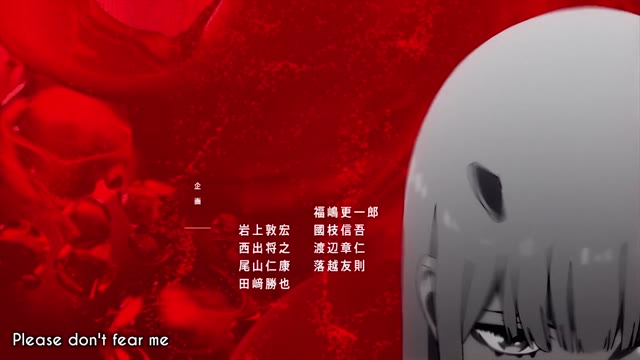 企画
福嶋更一郎
岩上敦宏 國枝信吾
西出将之 渡辺章仁
尾山仁康 落越友則
田﨑勝也
Please don't fear me